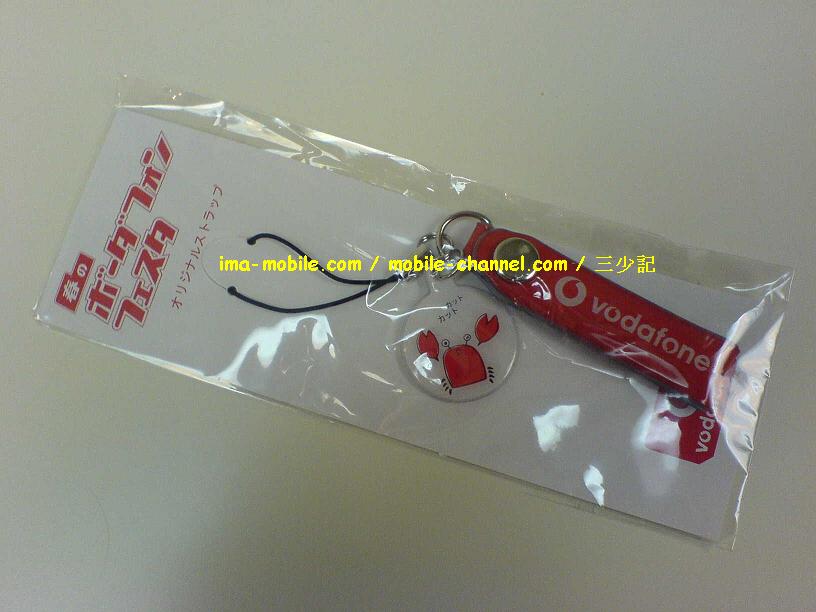 春の
ボーダフォン
フェスタ
オリジナルストラップ
ima-mobile.com / mobile-channel.com / 三少記
カット
カット
vodafone
voda